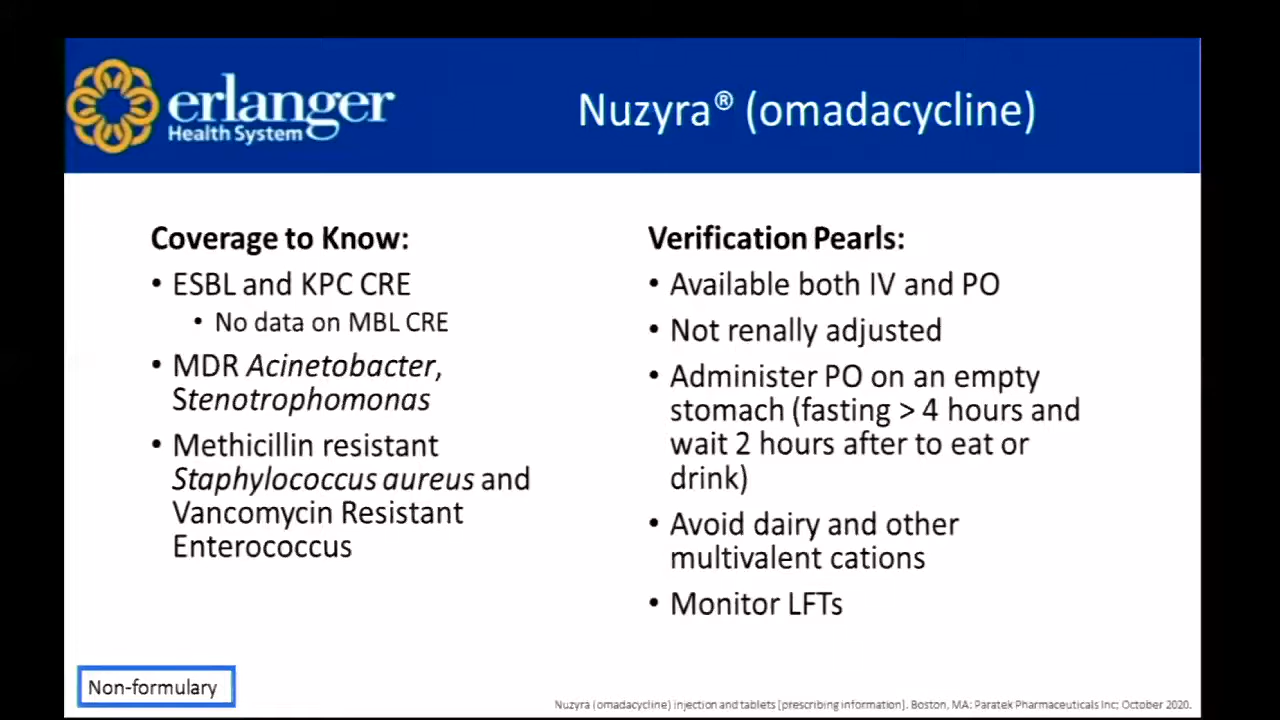 erlanger
Health System
Nuzyra® (omadacycline)
Coverage to Know:
• ESBL and KPC CRE
• No data on MBL CRE
• MDR Acinetobacter,
Stenotrophomonas
• Methicillin resistant
Staphylococcus aureus and
Vancomycin Resistant
Enterococcus
Verification Pearls:
• Available both IV and PO
• Not renally adjusted
• Administer PO on an empty
stomach (fasting > 4 hours and
wait 2 hours after to eat or
drink)
• Avoid dairy and other
multivalent cations
• Monitor LFTs
Non-formulary
Nuzyra (omadacycline) injection and tablets [prescribing information]. Boston, MA: Paratek Pharmaceuticals Inc; October 2020.